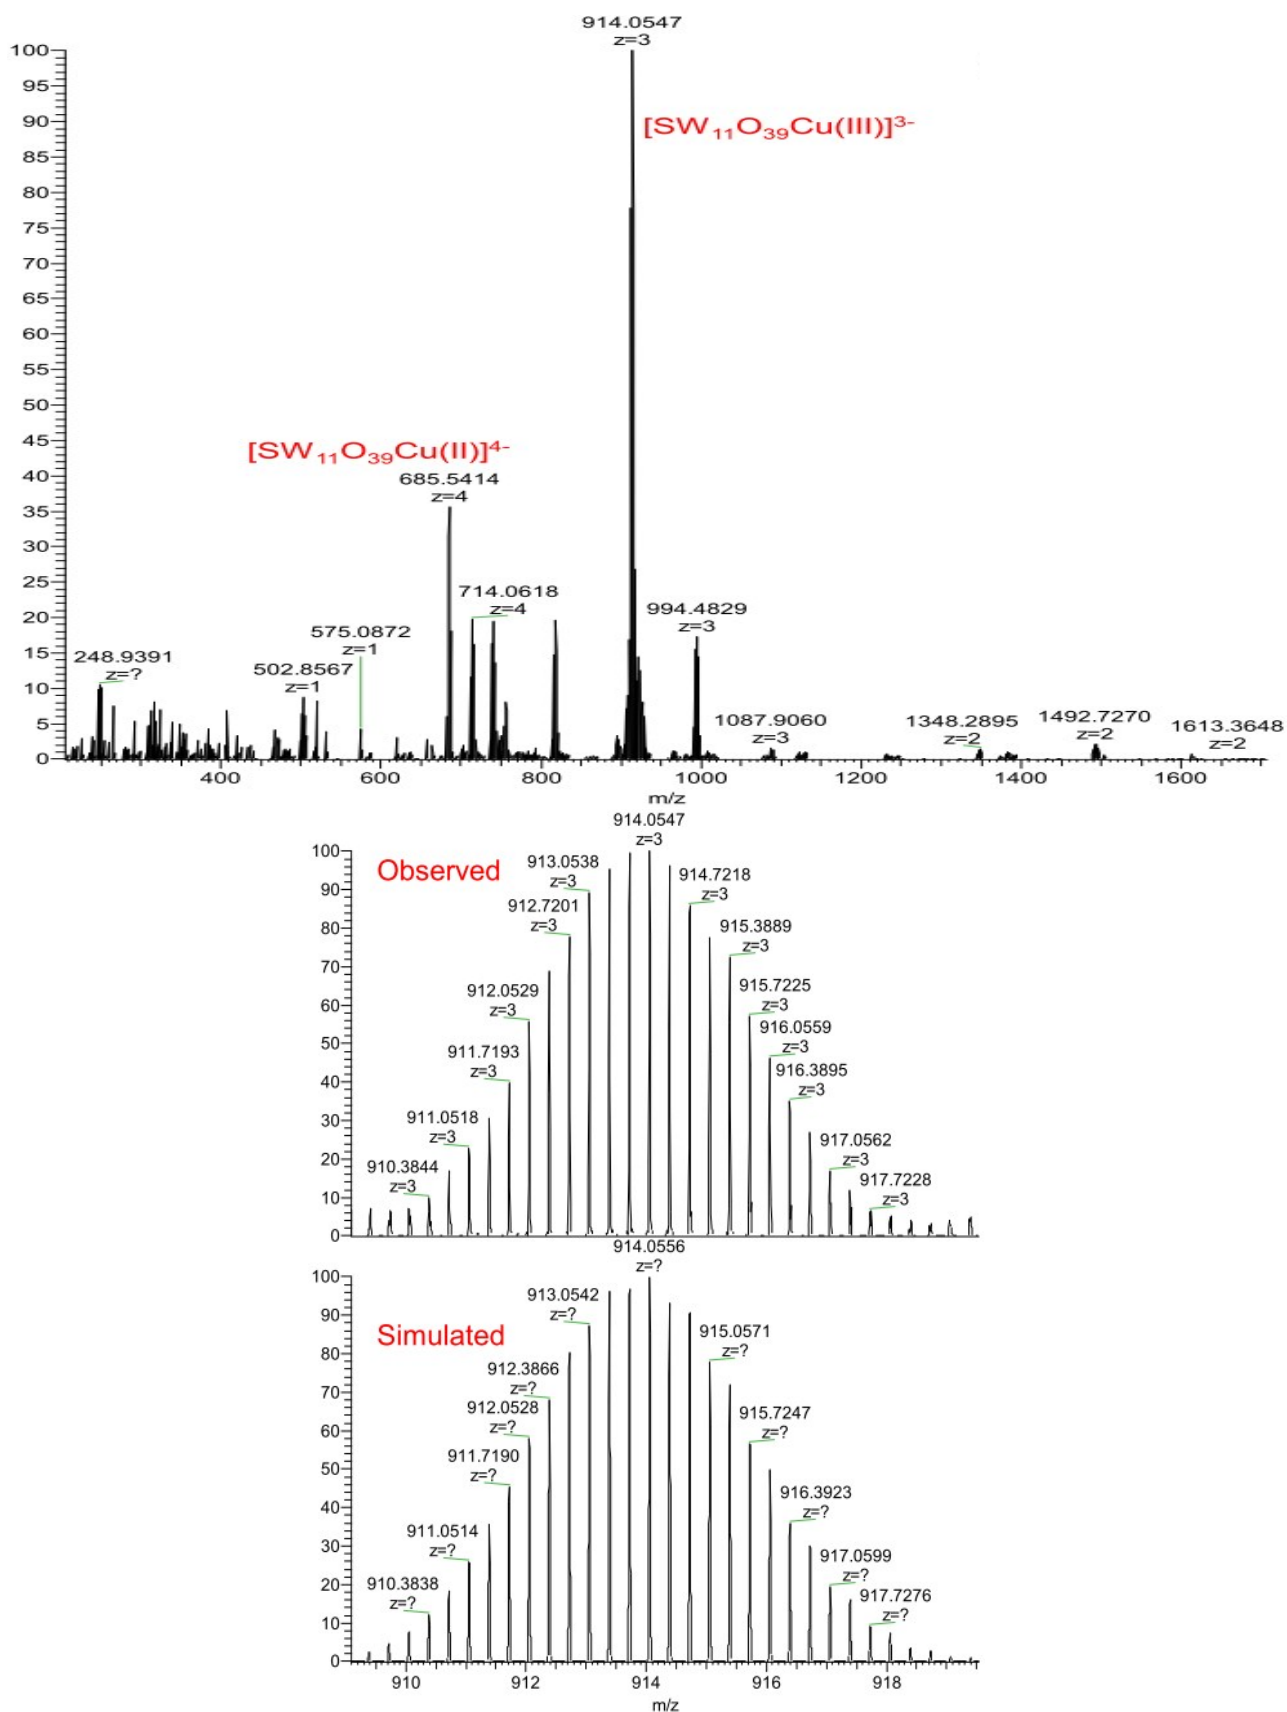 914.0547
z=3
100
95
[SW11O39Cu(III)]3-
90
85
80
75
70
65
60
55
50
45
[SW11O39Cu(II)]4-
40
685.5414
z=4
35
30
25
714.0618
z=4
20
994.4829
z=3
575.0872
z=1
15
248.9391
z=?
502.8567
z=1
10
1087.9060
z=3
1348.2895
z=2
1492.7270
z=2
1613.3648
z=2
5
0
400 600 800 1000 1200 1400 1600
m/z
914.0547
z=3
100
Observed
913.0538
z=3
914.7218
z=3
90
912.7201
z=3
915.3889
z=3
80
70
912.0529
z=3
915.7225
z=3
60
916.0559
z=3
50
911.7193
z=3
916.3895
z=3
40
30
911.0518
z=3
917.0562
z=3
20
910.3844
z=3
917.7228
z=3
10
0
914.0556
z=?
100
913.0542
z=?
90
Simulated
915.0571
z=?
80
912.3866
z=?
70
912.0528
z=?
915.7247
z=?
60
911.7190
z=?
50
916.3923
z=?
40
911.0514
z=?
30
917.0599
z=?
20
910.3838
z=?
917.7276
z=?
10
0
910 912 914 916 918
m/z